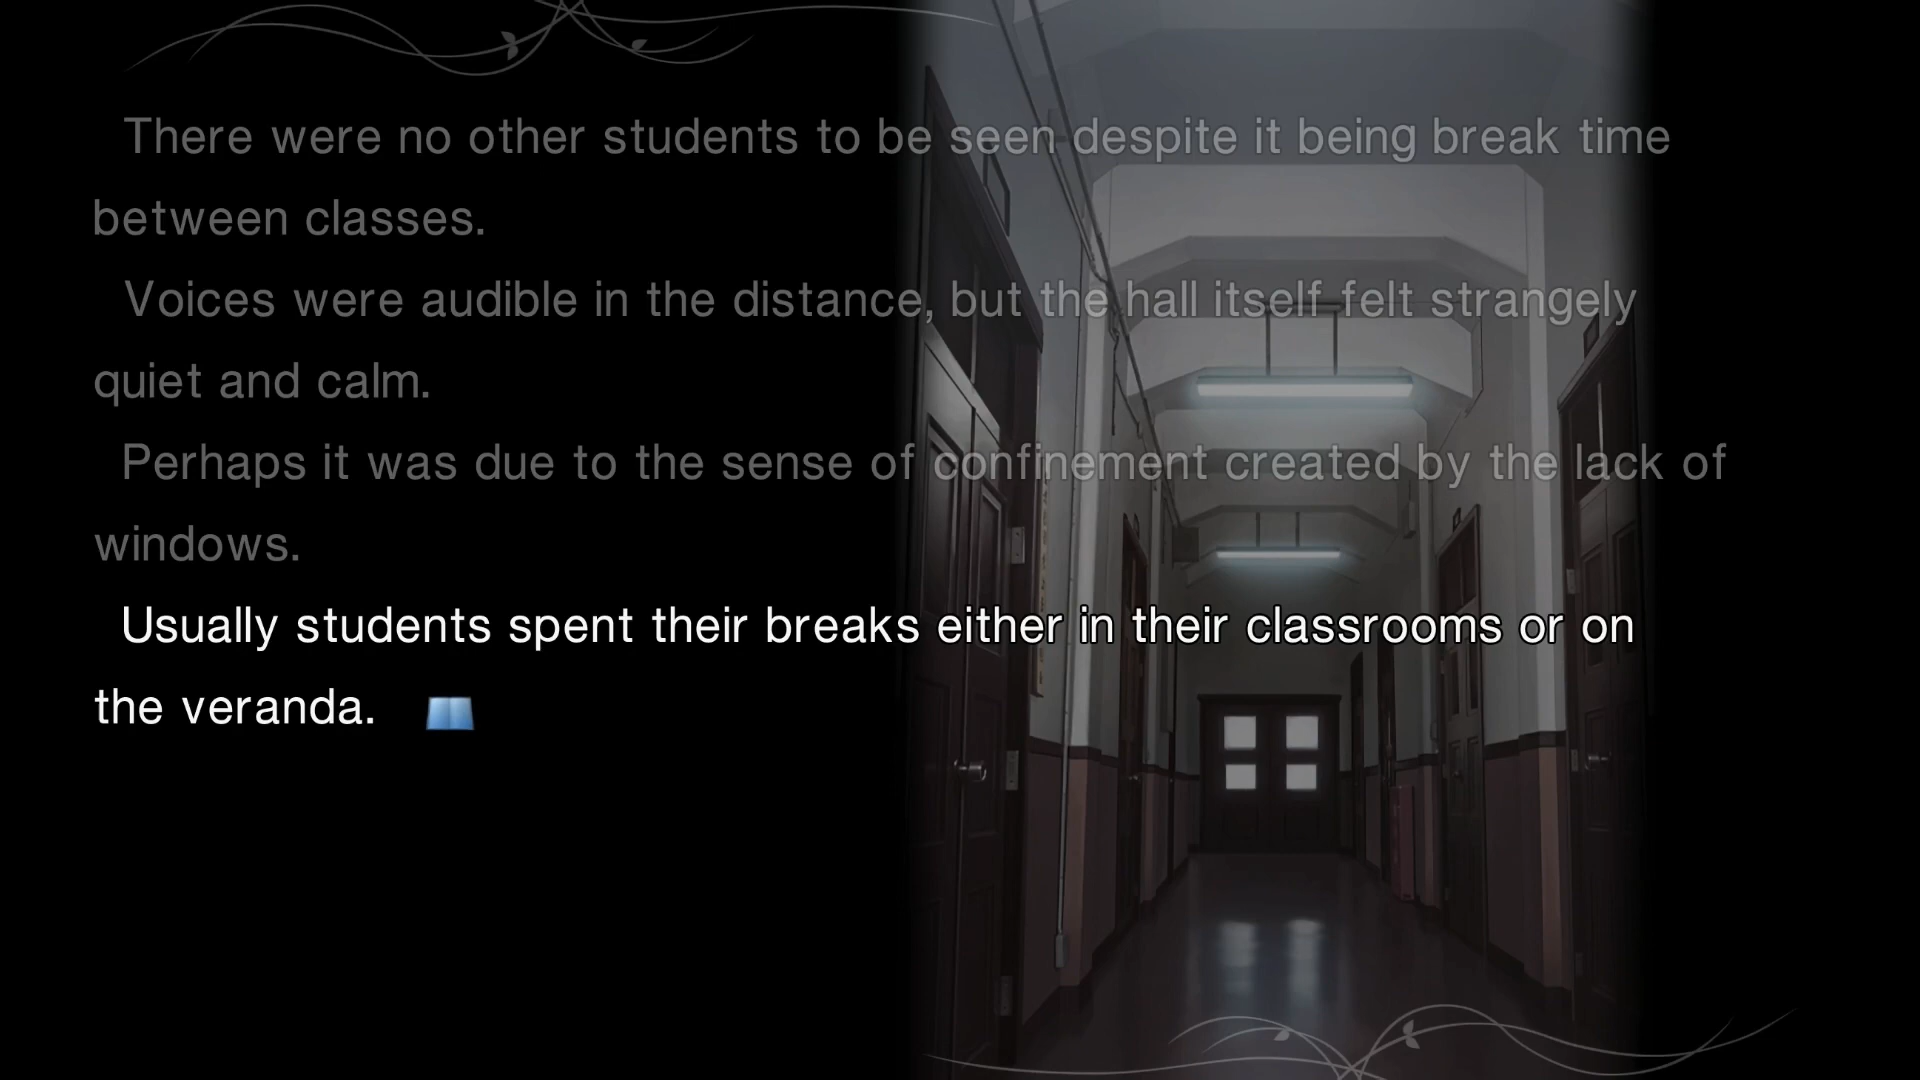 There were no other students to be seen despite it being break time
between classes.
Voices were audible in the distance, but the hall itself felt strangely
quiet and calm.
Perhaps it was due to the sense of confinement created by the lack of
windows.
Usually students spent their breaks either in their classrooms or on
the veranda.